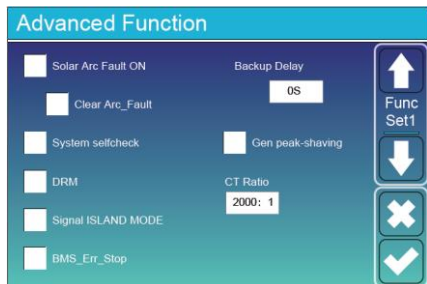 Advanced Function
Solar Arc Fault ON
Clear Arc_Fault
System selfcheck
DRM
Signal ISLAND MODE
BMS_Err_Stop
Backup Delay
0S
Gen peak-shaving
CT Ratio
2000: 1
Func
Set1